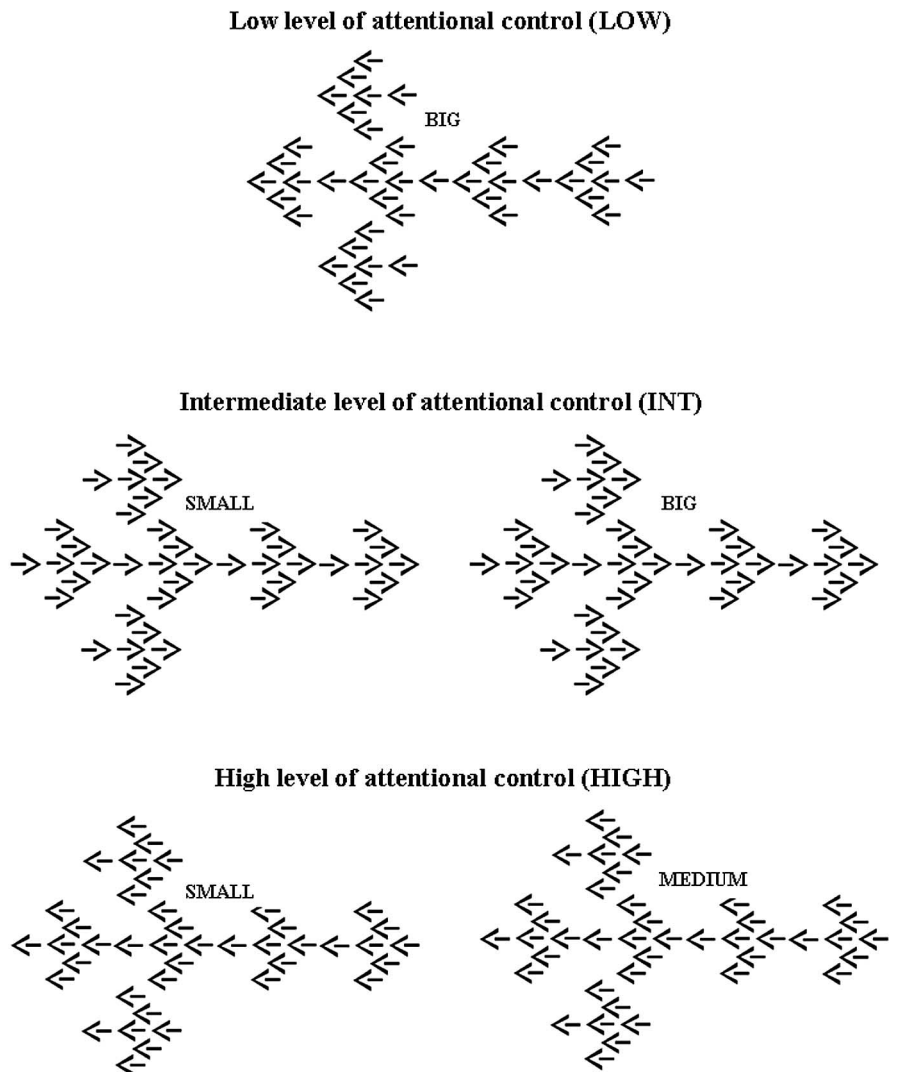 Low level of attentional control (LOW)
BIG
Intermediate level of attentional control (INT)
SMALL
BIG
High level of attentional control (HIGH)
SMALL
MEDIUM